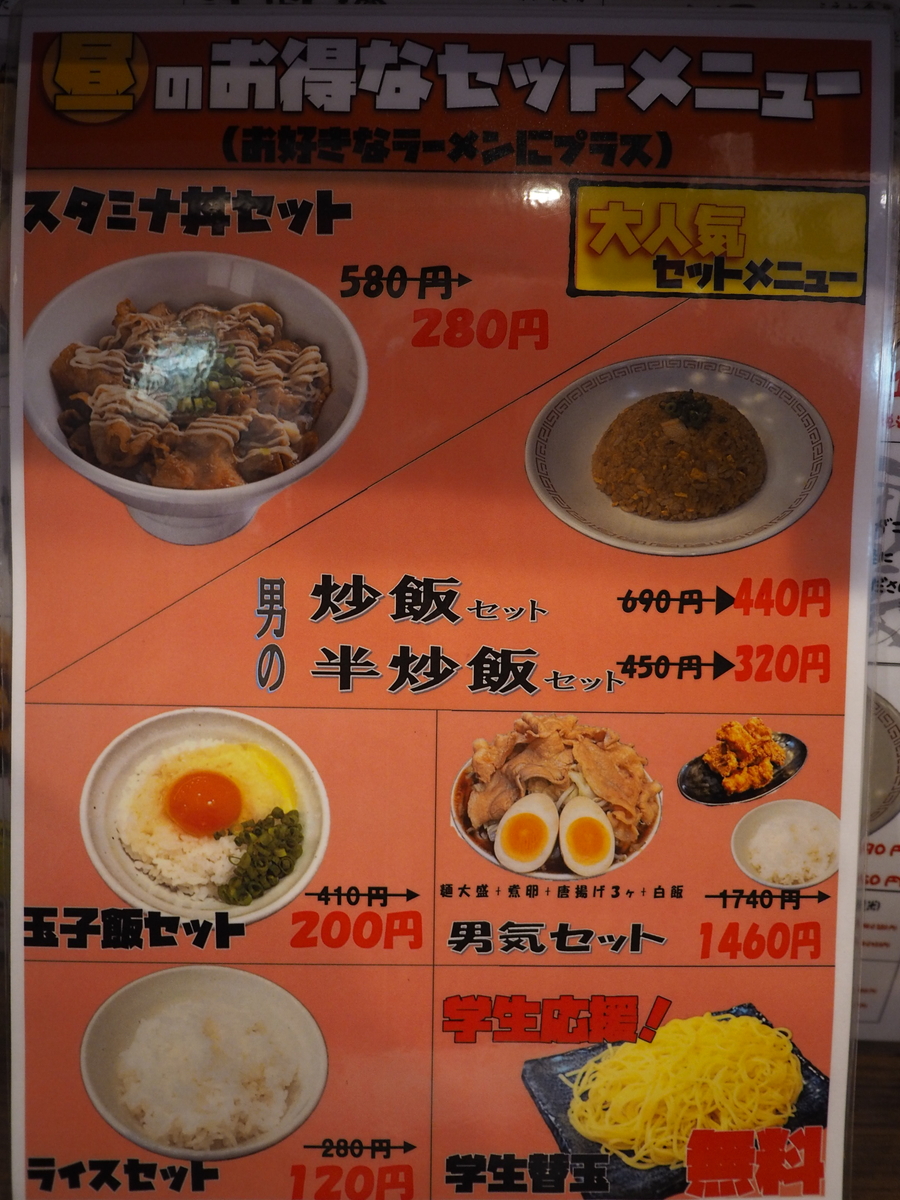 昼のお得なセットメニュー
(お好きなラーメンにプラス)
スタミナ丼セット
大人気
セットメニュー
580円
280円
男の
炒飯セット
690円
440円
半炒飯セット
450円
320円
410円
玉子飯セット
200円
麺大盛+煮卵+唐揚げ3ヶ+白飯
1740円
男気セット
1460円
学生応援!
280円
ライスセット
120円
学生替玉
無料